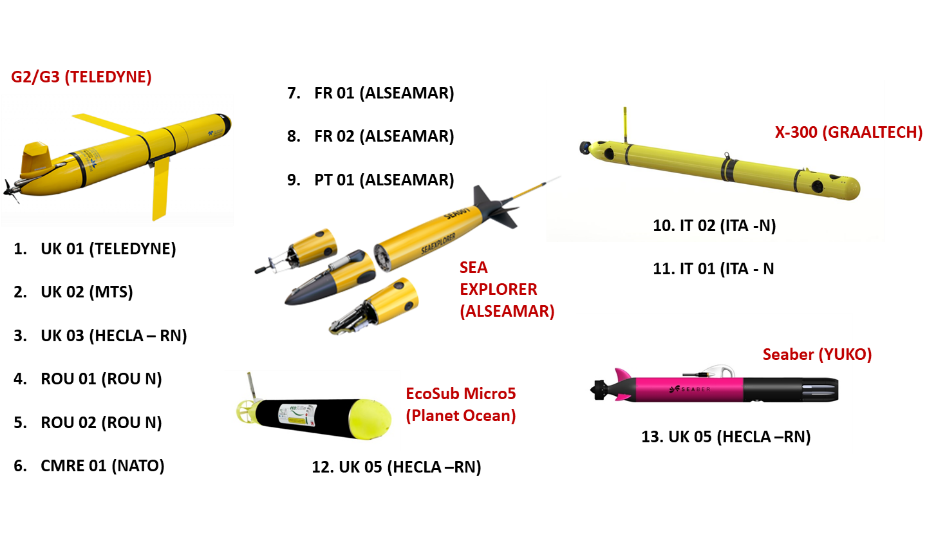 G2/G3 (TELEDYNE)
1. UK 01 (TELEDYNE)
2. UK 02 (MTS)
3. UK 03 (HECLA – RN)
4. ROU 01 (ROU N)
5. ROU 02 (ROU N)
6. CMRE 01 (NATO)
7. FR 01 (ALSEAMAR)
8. FR 02 (ALSEAMAR)
9. PT 01 (ALSEAMAR)
SEAEXPLORER
SEA
EXPLORER
(ALSEAMAR)
EcoSub Micro5
(Planet Ocean)
12. UK 05 (HECLA –RN)
X-300 (GRAALTECH)
10. IT 02 (ITA -N)
11. IT 01 (ITA - N
Seaber (YUKO)
SEABER
13. UK 05 (HECLA –RN)